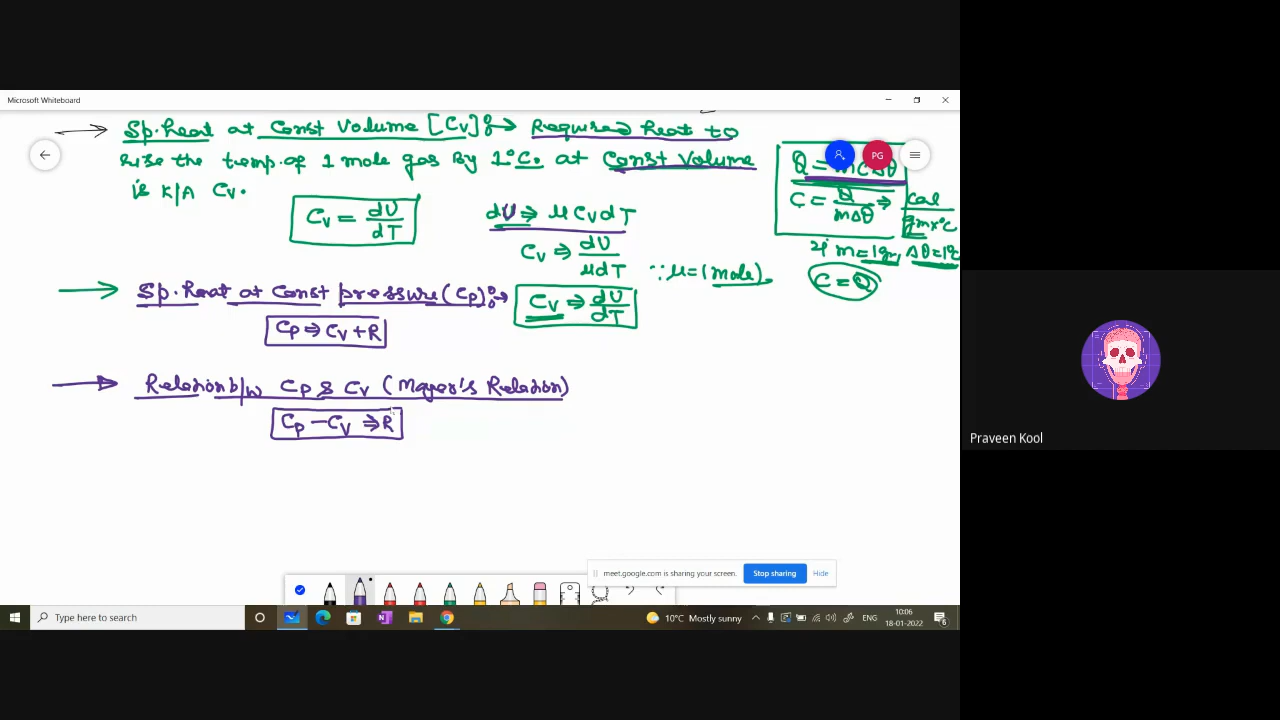 Microsoft Whiteboard
Sp. heat at Const Volume [Cv] :→ Required heat to
rise the temp. of 1 mole gas by 1°C. at Const Volume
is K/A Cv.
Cv = dU/dT
dU ⇒ μ Cv dT
Cv ⇒ dU/μdT
∵ μ = 1 mole
Cv ⇒ dU/dT
Q = mCΔθ
C = Q/mΔθ ⇒ Cal/gm×°C
if m = 1gr, Δθ = 1°C
C = Q
PG
Sp. Heat at Const pressure (Cp) :→
Cp ⇒ Cv + R
Relation b/w Cp & Cv (Mayer's Relation)
Cp – Cv ⇒ R
Praveen Kool
meet.google.com is sharing your screen.
Stop sharing
Hide
Type here to search
10°C Mostly sunny
ENG
10:06
18-01-2022
6